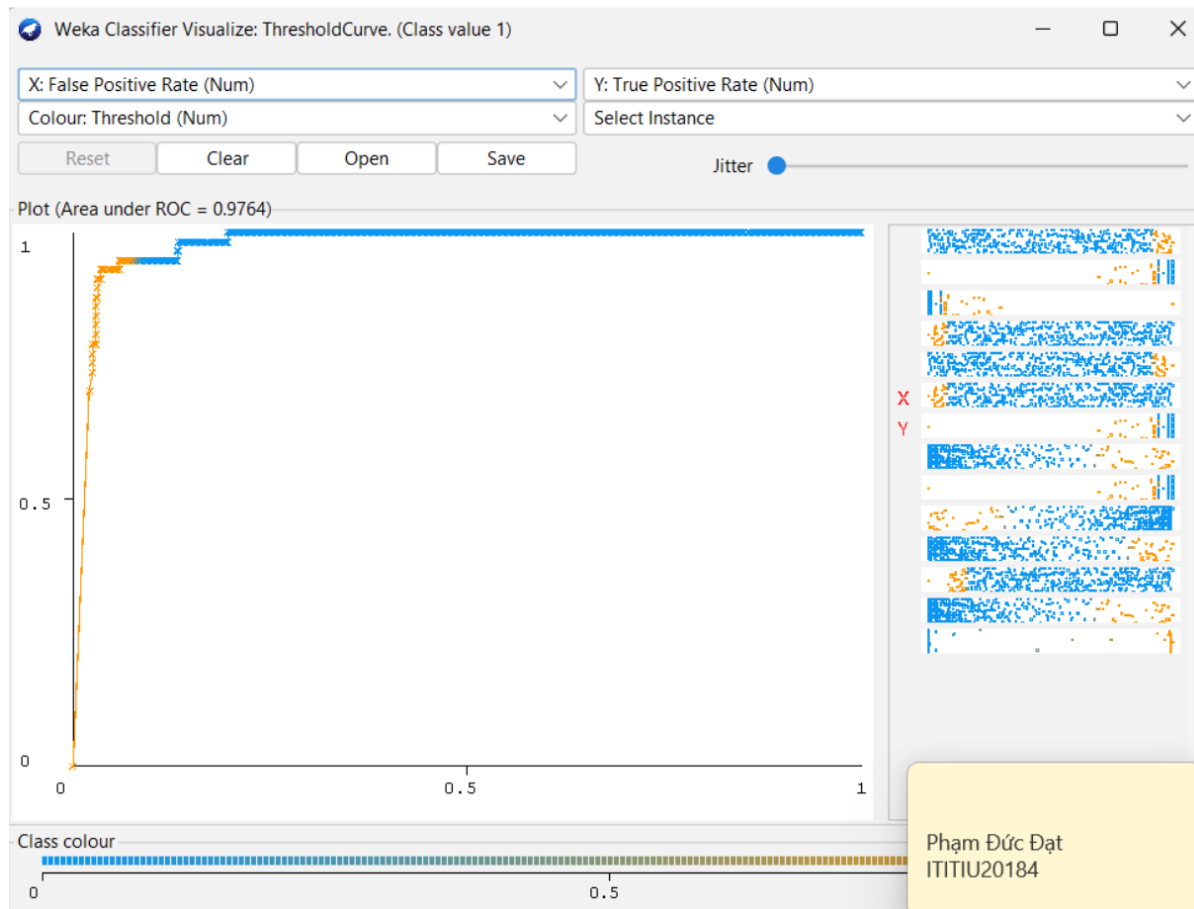 Weka Classifier Visualize: ThresholdCurve. (Class value 1)
X: False Positive Rate (Num)
Y: True Positive Rate (Num)
Colour: Threshold (Num)
Select Instance
Reset
Clear
Open
Save
Jitter
Plot (Area under ROC = 0.9764)
1
0.5
0
0
0.5
1
X
Y
Class colour
0
0.5
Phạm Đức Đạt
ITITIU20184